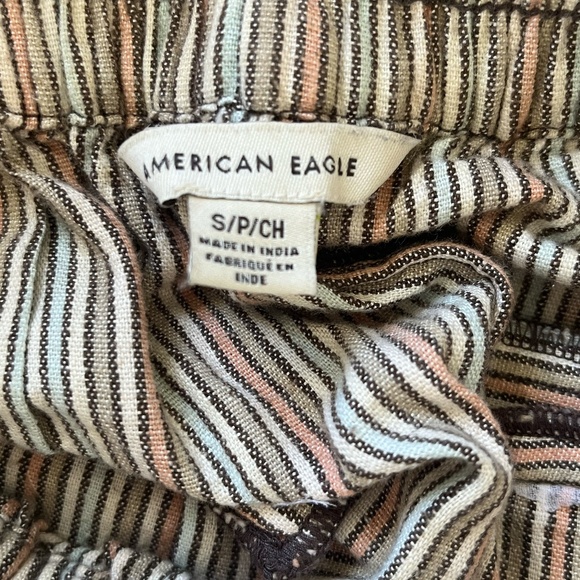 AMERICAN EAGLE
S/P/CH
MADE IN INDIA
FABRIQUÉ EN
INDE